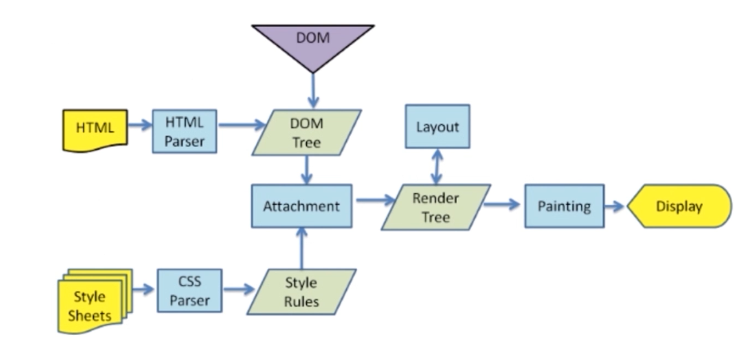 DOM
HTML
HTML
Parser
DOM
Tree
Layout
Attachment
Render
Tree
Painting
Display
Style
Sheets
CSS
Parser
Style
Rules